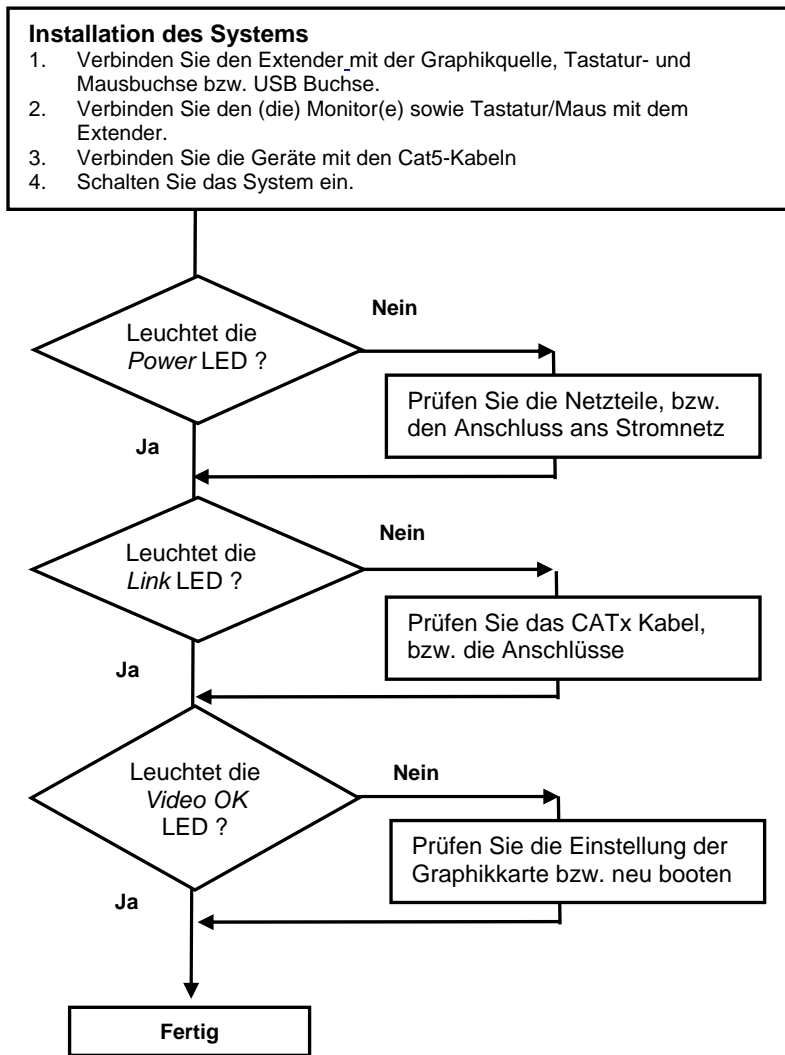 Installation des Systems
1. Verbinden Sie den Extender mit der Graphikquelle, Tastatur- und
Mausbuchse bzw. USB Buchse.
2. Verbinden Sie den (die) Monitor(e) sowie Tastatur/Maus mit dem
Extender.
3. Verbinden Sie die Geräte mit den Cat5-Kabeln
4. Schalten Sie das System ein.
Leuchtet die
Power LED ?
Nein
Prüfen Sie die Netzteile, bzw.
den Anschluss ans Stromnetz
Ja
Leuchtet die
Link LED ?
Nein
Prüfen Sie das CATx Kabel,
bzw. die Anschlüsse
Ja
Leuchtet die
Video OK
LED ?
Nein
Prüfen Sie die Einstellung der
Graphikkarte bzw. neu booten
Ja
Fertig